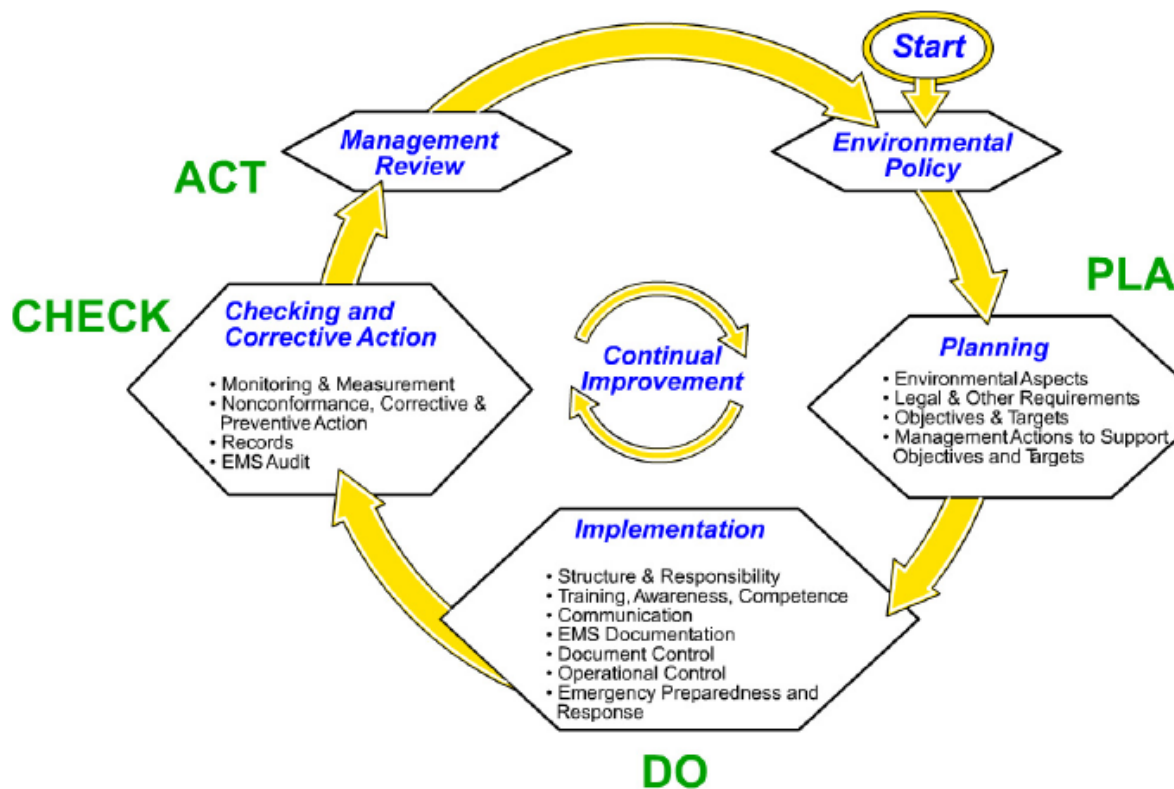 Start
Management
Review
Environmental
Policy
ACT
PLA
CHECK
Checking and
Corrective Action
• Monitoring & Measurement
• Nonconformance, Corrective &
Preventive Action
• Records
• EMS Audit
Continual
Improvement
Planning
• Environmental Aspects
• Legal & Other Requirements
• Objectives & Targets
• Management Actions to Support
Objectives and Targets
Implementation
• Structure & Responsibility
• Training, Awareness, Competence
• Communication
• EMS Documentation
• Document Control
• Operational Control
• Emergency Preparedness and
Response
DO